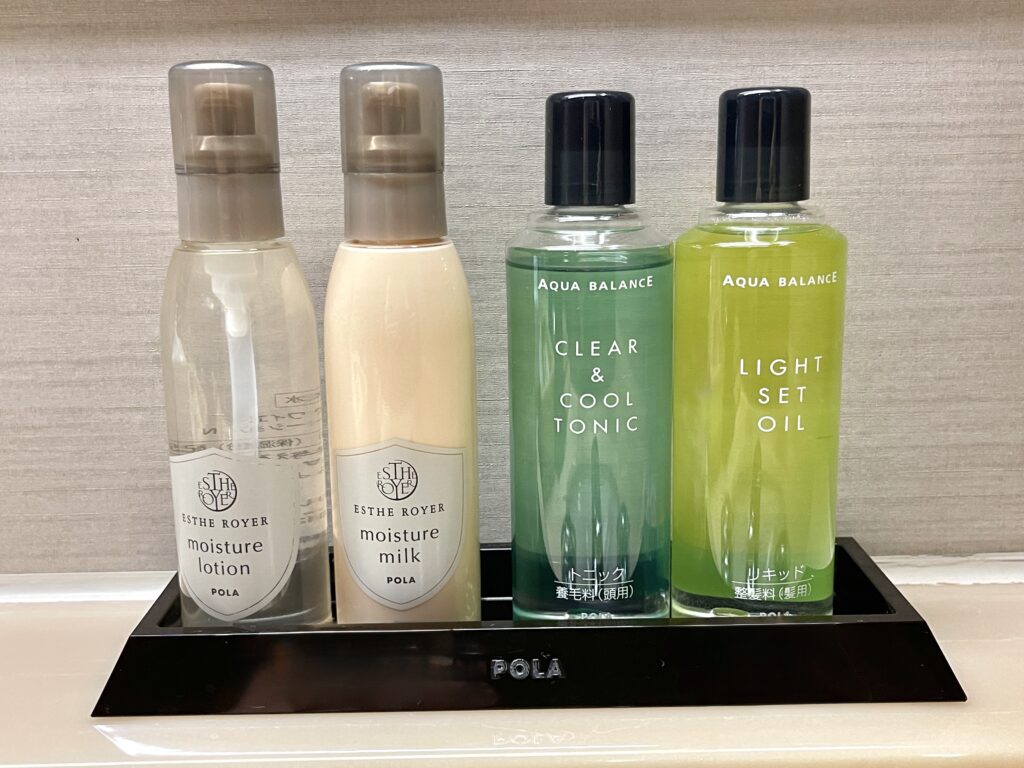 ESTHE
ROYER
ESTHE ROYER
moisture
lotion
POLA
ESTHE
ROYER
ESTHE ROYER
moisture
milk
POLA
AQUA BALANCE
CLEAR
&
COOL
TONIC
トニック
養毛料(頭用)
POLA
AQUA BALANCE
LIGHT
SET
OIL
リキッド
整髪料(髪用)
POLA
POLA